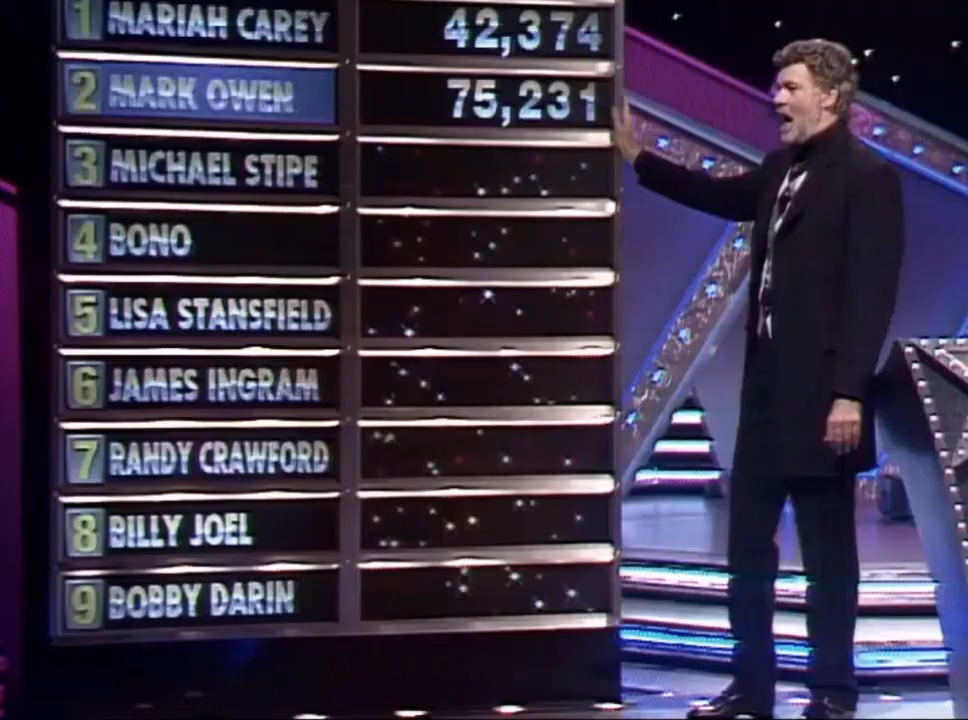 1 MARIAH CAREY 42,374
2 MARK OWEN 75,231
3 MICHAEL STIPE
4 BONO
5 LISA STANSFIELD
6 JAMES INGRAM
7 RANDY CRAWFORD
8 BILLY JOEL
9 BOBBY DARIN